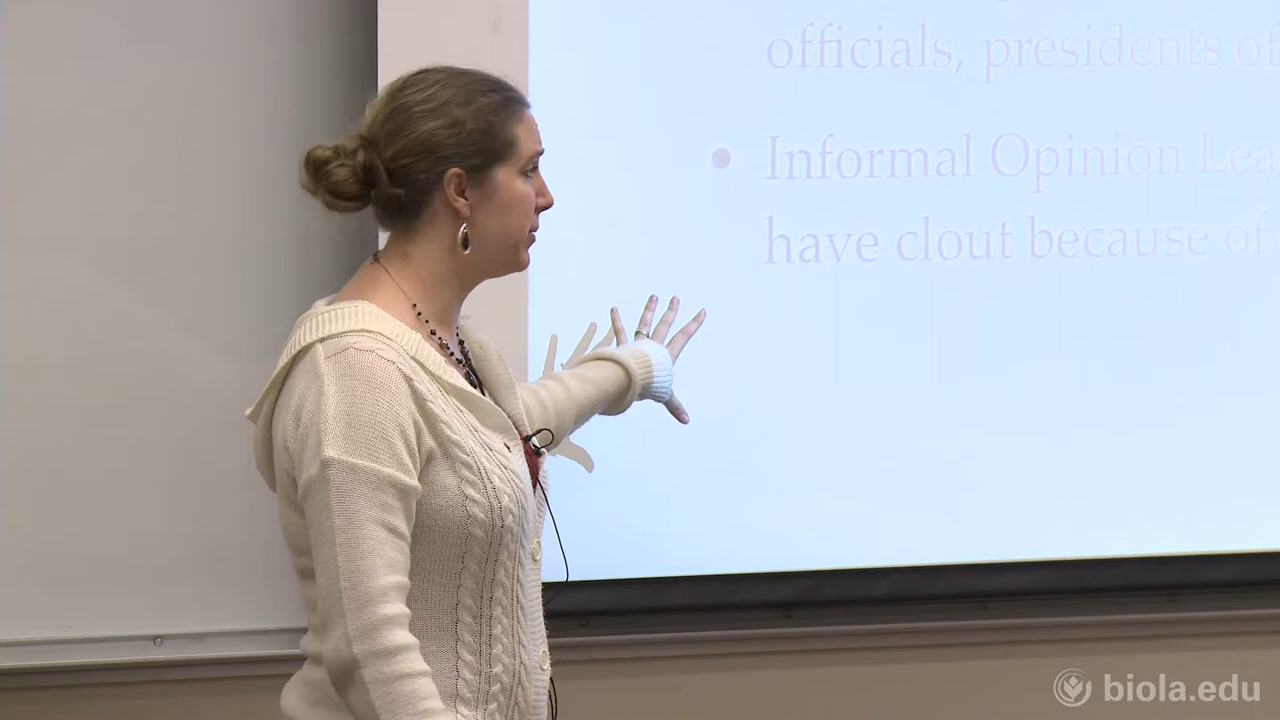 officials, presidents of
• Informal Opinion Lea
have clout because of
biola.edu